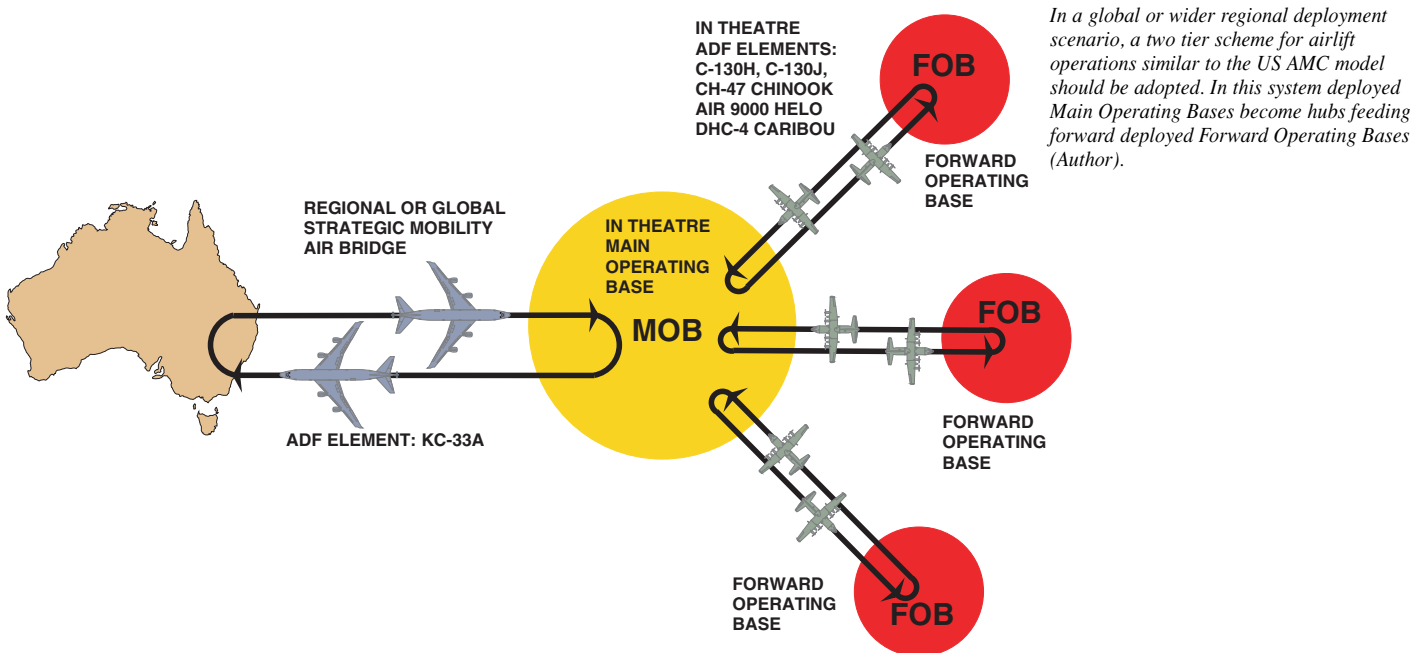 IN THEATRE
ADF ELEMENTS:
C-130H, C-130J,
CH-47 CHINOOK
AIR 9000 HELO
DHC-4 CARIBOU
FOB
FORWARD
OPERATING
BASE
In a global or wider regional deployment
scenario, a two tier scheme for airlift
operations similar to the US AMC model
should be adopted. In this system deployed
Main Operating Bases become hubs feeding
forward deployed Forward Operating Bases
(Author).
REGIONAL OR GLOBAL
STRATEGIC MOBILITY
AIR BRIDGE
IN THEATRE
MAIN
OPERATING
BASE
MOB
FOB
FORWARD
OPERATING
BASE
ADF ELEMENT: KC-33A
FORWARD
OPERATING
BASE
FOB